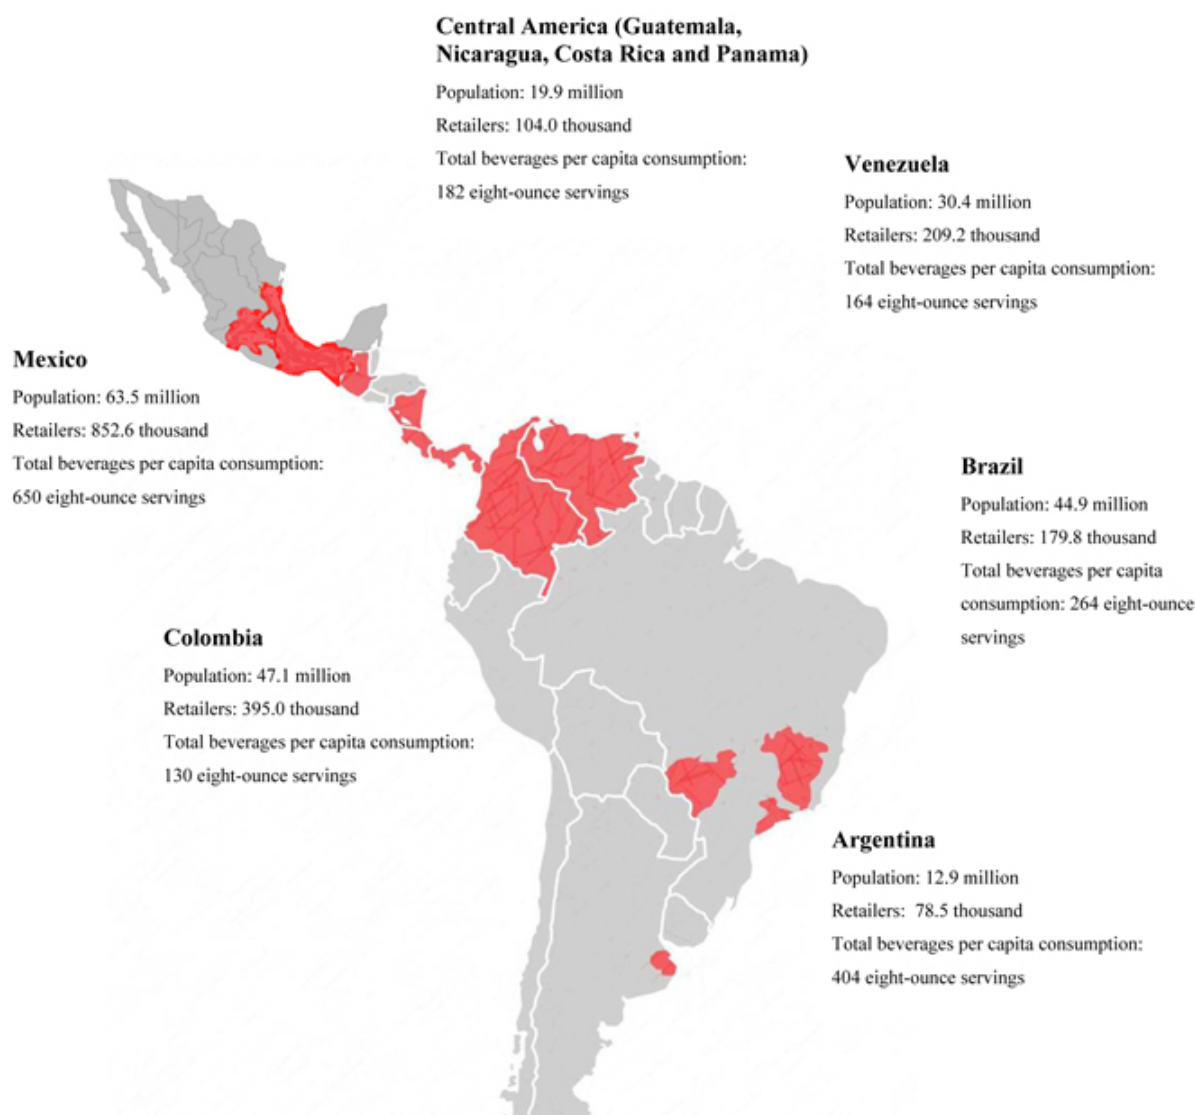 Central America (Guatemala,
Nicaragua, Costa Rica and Panama)
Population: 19.9 million
Retailers: 104.0 thousand
Total beverages per capita consumption:
182 eight-ounce servings
Venezuela
Population: 30.4 million
Retailers: 209.2 thousand
Total beverages per capita consumption:
164 eight-ounce servings
Mexico
Population: 63.5 million
Retailers: 852.6 thousand
Total beverages per capita consumption:
650 eight-ounce servings
Brazil
Population: 44.9 million
Retailers: 179.8 thousand
Total beverages per capita
consumption: 264 eight-ounce
servings
Colombia
Population: 47.1 million
Retailers: 395.0 thousand
Total beverages per capita consumption:
130 eight-ounce servings
Argentina
Population: 12.9 million
Retailers:  78.5 thousand
Total beverages per capita consumption:
404 eight-ounce servings